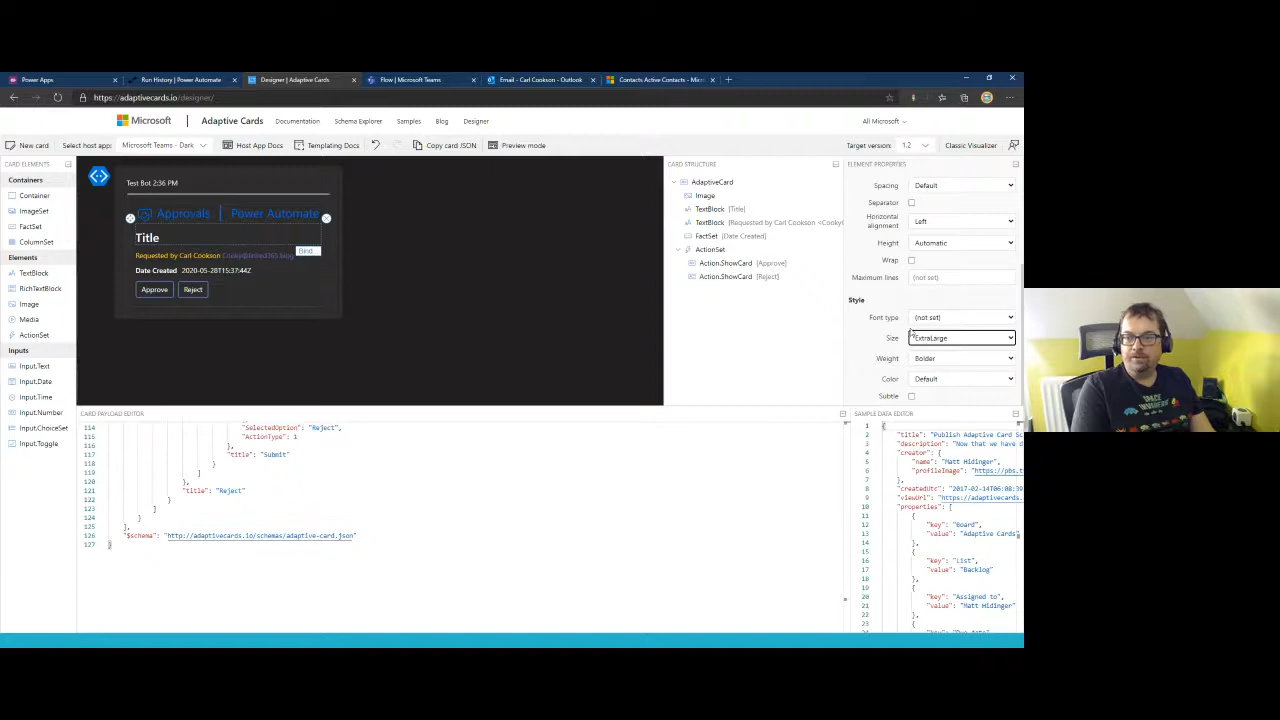 Power Apps
Run History | Power Automate
Designer | Adaptive Cards
Flow | Microsoft Teams
Email - Carl Cookson - Outlook
Contacts Active Contacts - Micr
https://adaptivecards.io/designer/
Microsoft
Adaptive Cards
Documentation
Schema Explorer
Samples
Blog
Designer
All Microsoft
New card
Select host app:
Microsoft Teams - Dark
Host App Docs
Templating Docs
Copy card JSON
Preview mode
Target version:
1.2
Classic Visualizer
CARD ELEMENTS
Containers
Container
ImageSet
FactSet
ColumnSet
Elements
TextBlock
RichTextBlock
Image
Media
ActionSet
Inputs
Input.Text
Input.Date
Input.Time
Input.Number
Input.ChoiceSet
Input.Toggle
Test Bot 2:36 PM
Approvals | Power Automate
Title
Bind
Requested by Carl Cookson
Date Created 2020-05-28T15:37:44Z
Approve
Reject
CARD STRUCTURE
AdaptiveCard
Image
TextBlock [Title]
TextBlock [Requested by Carl Cookson <Cooky
FactSet [Date Created]
ActionSet
Action.ShowCard [Approve]
Action.ShowCard [Reject]
ELEMENT PROPERTIES
Spacing Default
Separator
Horizontal alignment Left
Height Automatic
Wrap
Maximum lines (not set)
Style
Font type (not set)
Size ExtraLarge
Weight Bolder
Color Default
Subtle
CARD PAYLOAD EDITOR
114 "SelectedOption": "Reject",
115 "ActionType": 1
116 },
117 "title": "Submit"
118 }
119 ]
120 },
121 "title": "Reject"
122 }
123 ]
124 }
125 ],
126 "$schema": "http://adaptivecards.io/schemas/adaptive-card.json"
127 }
SAMPLE DATA EDITOR
1 {
2 "title": "Publish Adaptive Card Sc
3 "description": "Now that we have d
4 "creator": {
5 "name": "Matt Hidinger",
6 "profileImage": "https://pbs.t
7 },
8 "createdUtc": "2017-02-14T06:08:39
9 "viewUrl": "https://adaptivecards.
10 "properties": [
11 {
12 "key": "Board",
13 "value": "Adaptive Cards"
14 },
15 {
16 "key": "List",
17 "value": "Backlog"
18 },
19 {
20 "key": "Assigned to",
21 "value": "Matt Hidinger"
22 },
23 {
SPACE
INVADERS